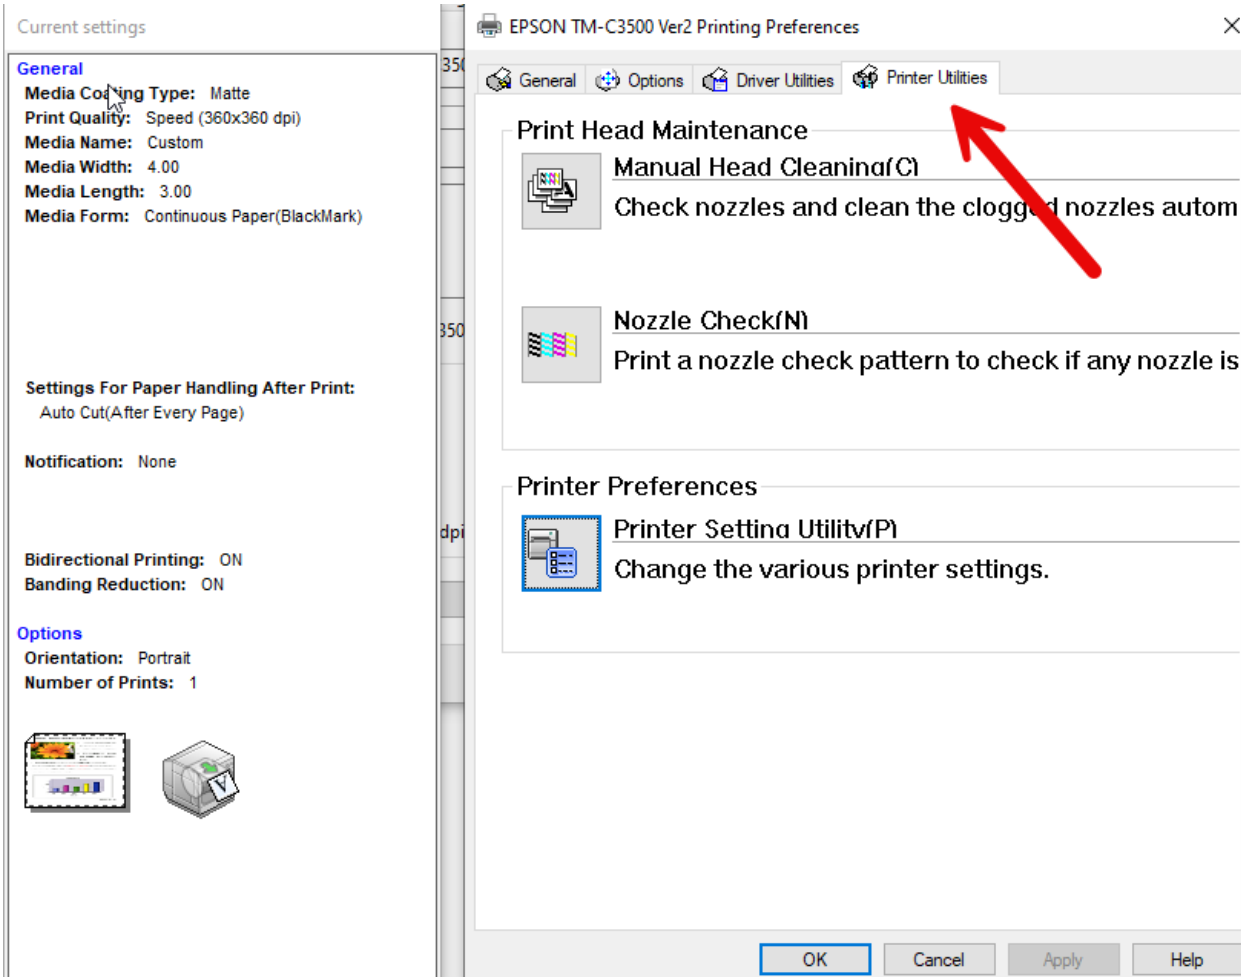 Current settings
General
Media Coating Type: Matte
Print Quality: Speed (360x360 dpi)
Media Name: Custom
Media Width: 4.00
Media Length: 3.00
Media Form: Continuous Paper(BlackMark)
Settings For Paper Handling After Print:
Auto Cut(After Every Page)
Notification: None
Bidirectional Printing: ON
Banding Reduction: ON
Options
Orientation: Portrait
Number of Prints: 1
350
350
dpi
EPSON TM-C3500 Ver2 Printing Preferences
General Options Driver Utilities Printer Utilities
Print Head Maintenance
Manual Head Cleaning(C)
Check nozzles and clean the clogged nozzles autom
Nozzle Check(N)
Print a nozzle check pattern to check if any nozzle is
Printer Preferences
Printer Setting Utility(P)
Change the various printer settings.
OK Cancel Apply Help